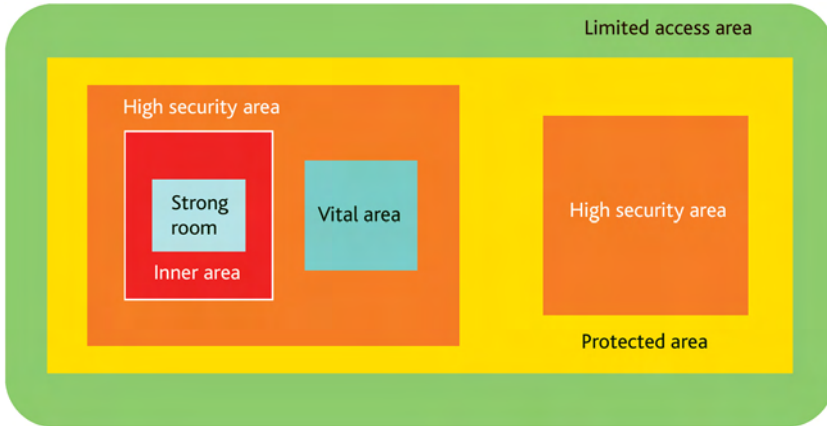 Limited access area
High security area
Strong
room
Inner area
Vital area
High security area
Protected area